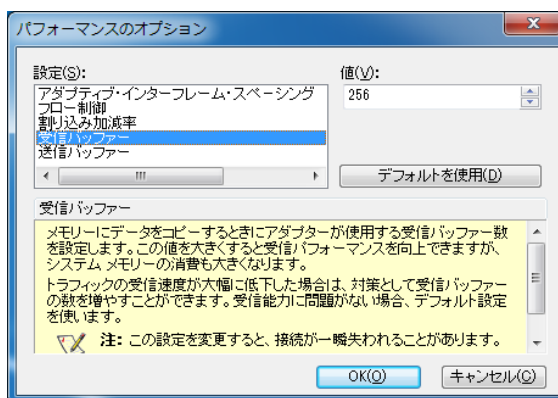 パフォーマンスのオプション
設定(S):
値(V):
アダプティブ・インターフレーム・スペーシング
フロー制御
割り込み加減率
受信バッファー
送信バッファー
256
デフォルトを使用(D)
受信バッファー
メモリーにデータをコピーするときにアダプターが使用する受信バッファー数
を設定します。この値を大きくすると受信パフォーマンスを向上できますが、
システム メモリーの消費も大きくなります。
トラフィックの受信速度が大幅に低下した場合は、対策として受信バッファー
の数を増やすことができます。受信能力に問題がない場合、デフォルト設定
を使います。
注: この設定を変更すると、接続が一瞬失われることがあります。
OK(O)
キャンセル(C)